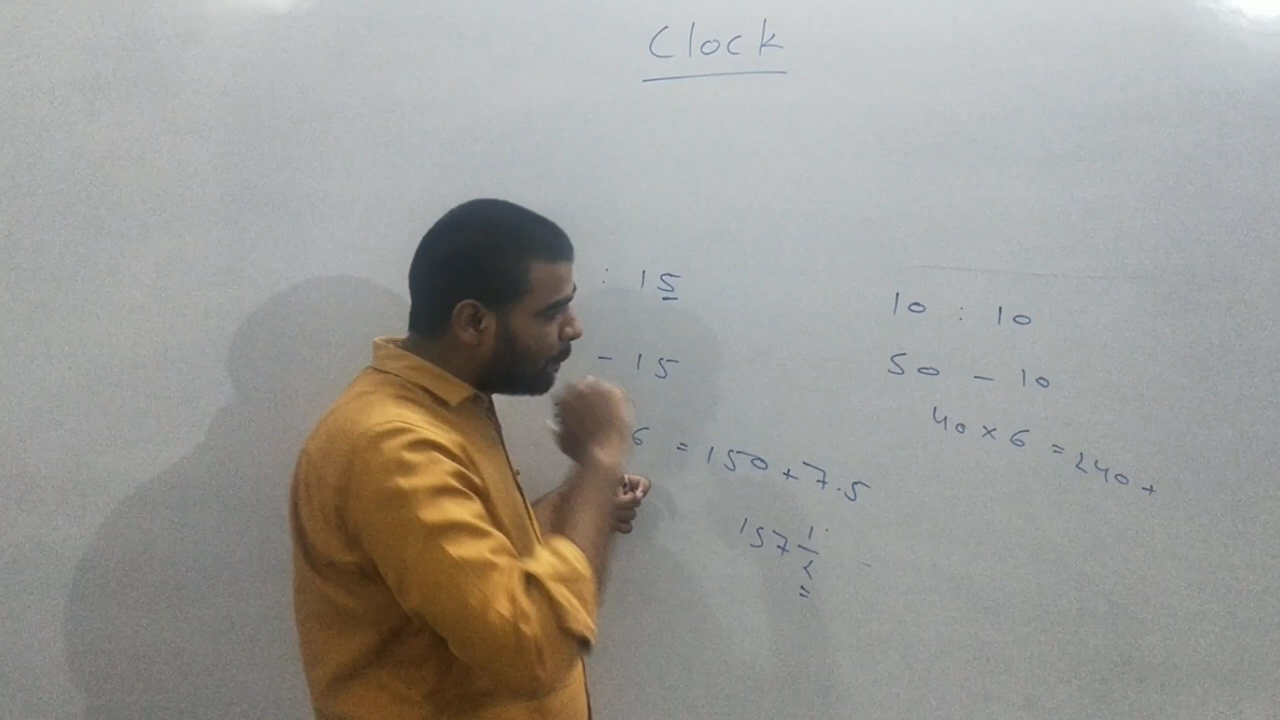 Clock
: 15
- 15
6 = 150 + 7.5
157 1/2
=
10 : 10
50 - 10
40 × 6 = 240 +